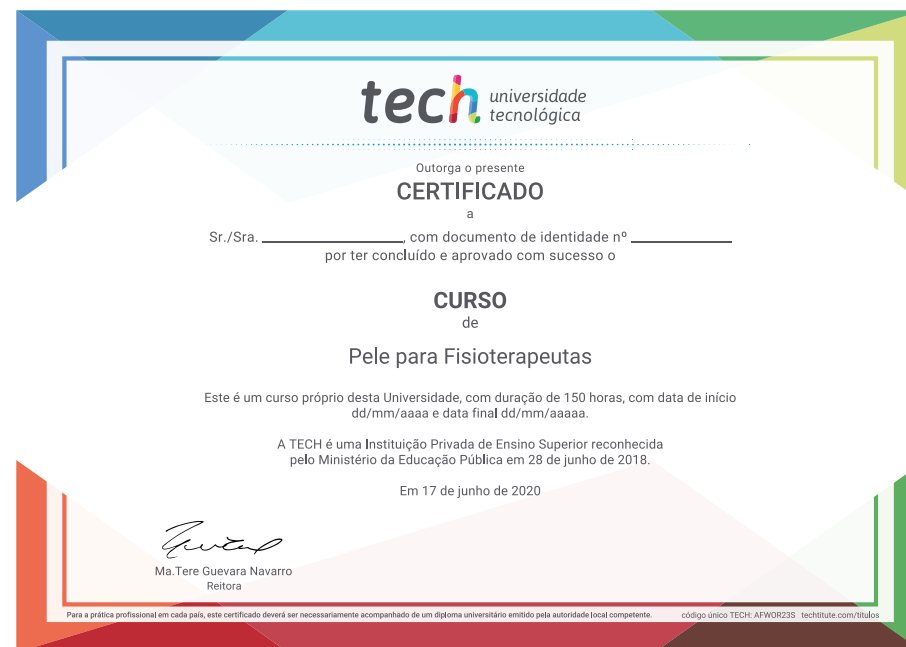 tech universidade
tecnológica
Outorga o presente
CERTIFICADO
a
Sr./Sra. ________________, com documento de identidade nº ____________
por ter concluído e aprovado com sucesso o
CURSO
de
Pele para Fisioterapeutas
Este é um curso próprio desta Universidade, com duração de 150 horas, com data de início
dd/mm/aaaa e data final dd/mm/aaaaa.
A TECH é uma Instituição Privada de Ensino Superior reconhecida
pelo Ministério da Educação Pública em 28 de junho de 2018.
Em 17 de junho de 2020
Ma.Tere Guevara Navarro
Reitora
Para a prática profissional em cada país, este certificado deverá ser necessariamente acompanhado de um diploma universitário emitido pela autoridade local competente. código único TECH: AFWOR23S techtitute.com/titulos